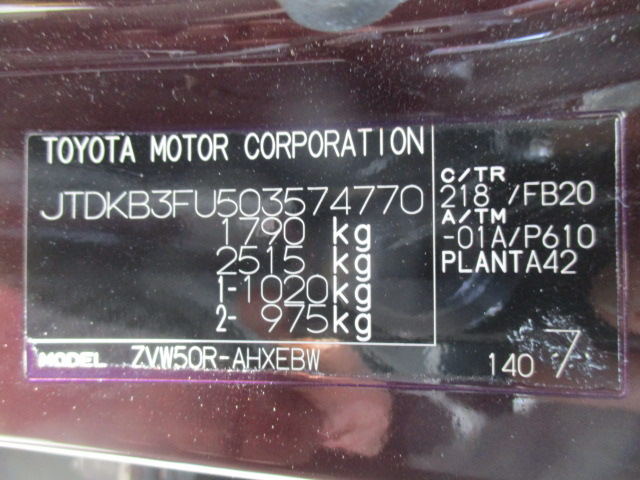 TOYOTA MOTOR CORPORATION
JTDKB3FU503574770
1790 kg
2515 kg
1-1020kg
2- 975kg
C/TR
218 /FB20
A/TM
-01A/P610
PLANTA42
MODEL ZVW50R-AHXEBW
140 7